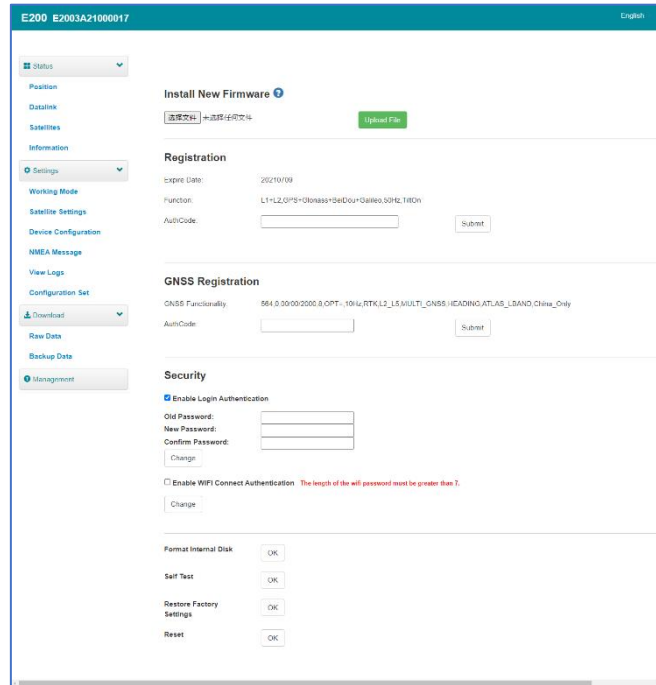 E200 E2003A21000017
English
Status
Position
Datalink
Satellites
Information
Settings
Working Mode
Satellite Settings
Device Configuration
NMEA Message
View Logs
Configuration Set
Download
Raw Data
Backup Data
Management
Install New Firmware
选择文件 未选择任何文件 Upload File
Registration
Expire Date: 20210709
Function: L1+L2,GPS+Glonass+BeiDou+Galileo,50Hz,TiltOn
AuthCode: Submit
GNSS Registration
GNSS Functionality: 564,0.00/00/2000,8,OPT=,10Hz,RTK,L2_L5,MULTI_GNSS,HEADING,ATLAS_LBAND,China_Only
AuthCode: Submit
Security
Enable Login Authentication
Old Password:
New Password:
Confirm Password:
Change
Enable WIFI Connect Authentication The length of the wifi password must be greater than 7.
Change
Format Internal Disk OK
Self Test OK
Restore Factory Settings OK
Reset OK